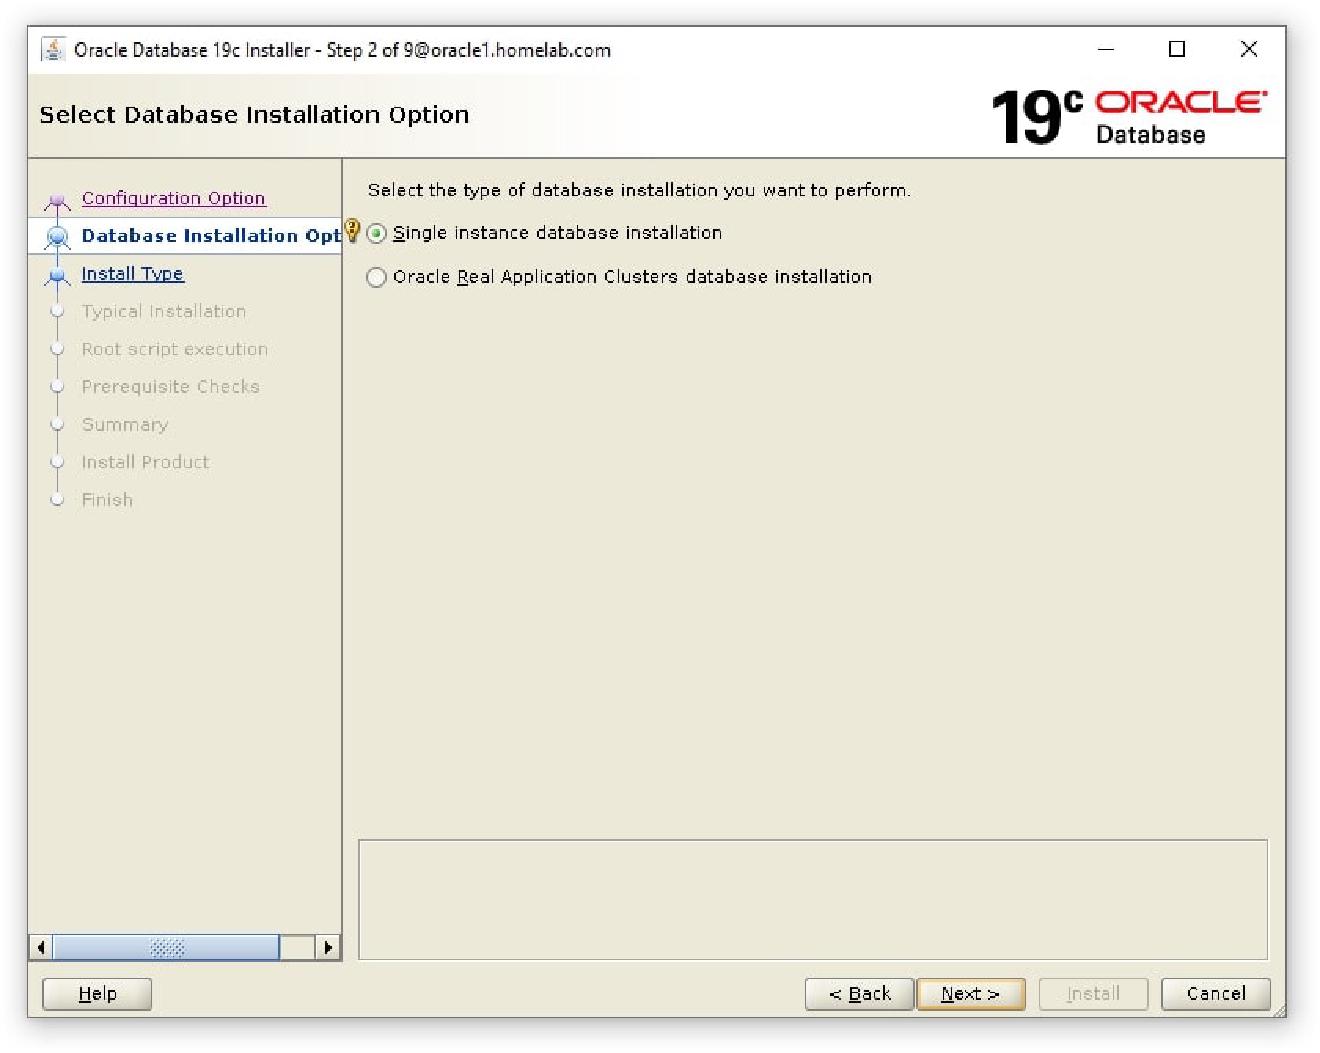 Oracle Database 19c Installer - Step 2 of 9@oracle1.homelab.com
Select Database Installation Option
19c ORACLE
Database
Configuration Option
Database Installation Opt
Install Type
Typical Installation
Root script execution
Prerequisite Checks
Summary
Install Product
Finish
Select the type of database installation you want to perform.
Single instance database installation
Oracle Real Application Clusters database installation
Help
< Back
Next >
Install
Cancel